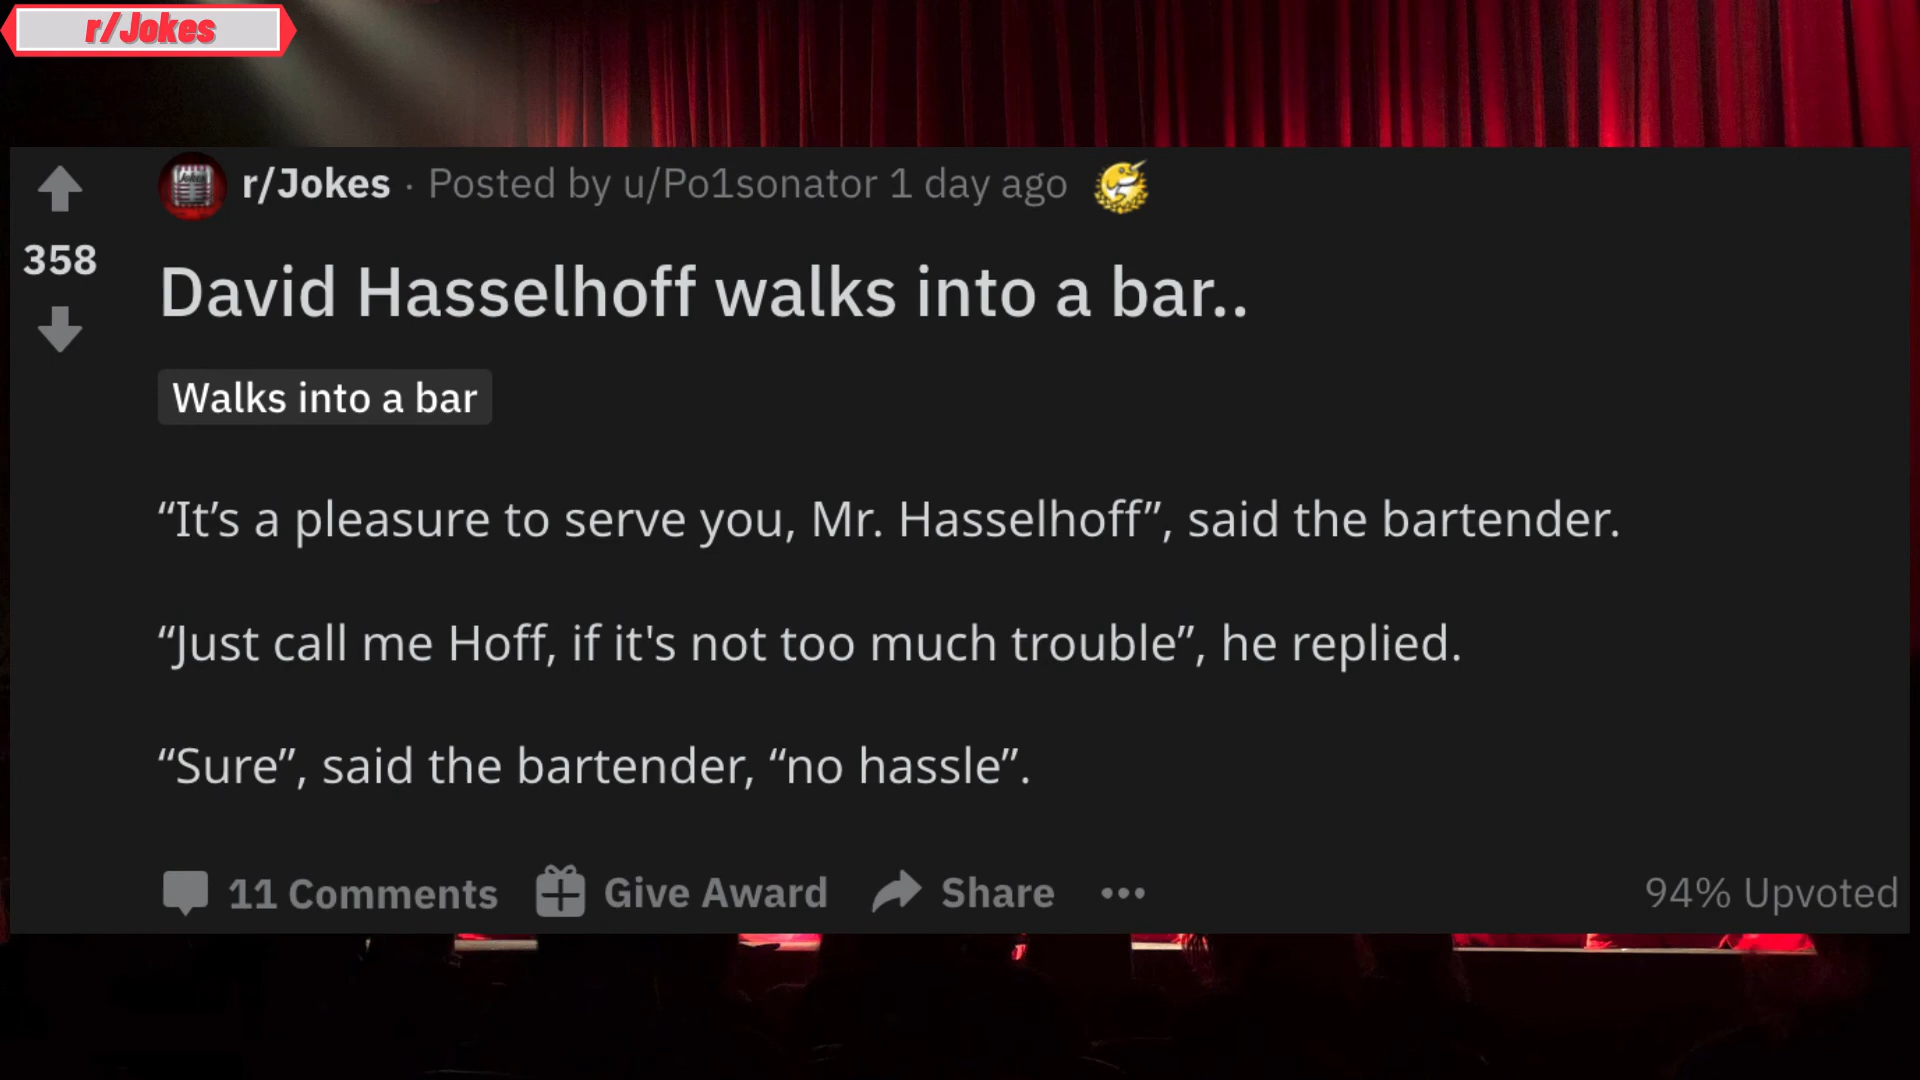 r/Jokes
r/Jokes · Posted by u/Po1sonator 1 day ago
358
David Hasselhoff walks into a bar..
Walks into a bar
“It’s a pleasure to serve you, Mr. Hasselhoff”, said the bartender.
“Just call me Hoff, if it's not too much trouble”, he replied.
“Sure”, said the bartender, “no hassle”.
11 Comments Give Award Share ••• 94% Upvoted